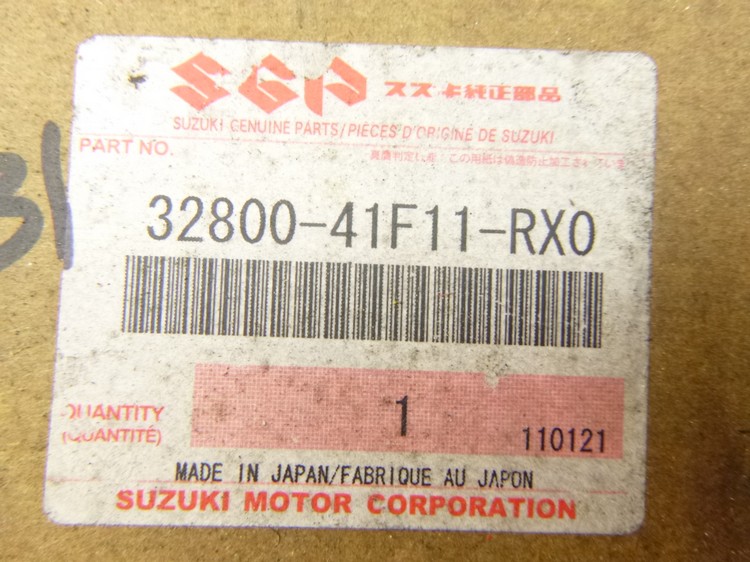 SGP スズキ純正部品
SUZUKI GENUINE PARTS/PIÈCES D'ORIGINE DE SUZUKI
PART NO.
32800-41F11-RX0
QUANTITY 1 110121
(QUANTITÉ)
MADE IN JAPAN/FABRIQUE AU JAPON
SUZUKI MOTOR CORPORATION
31